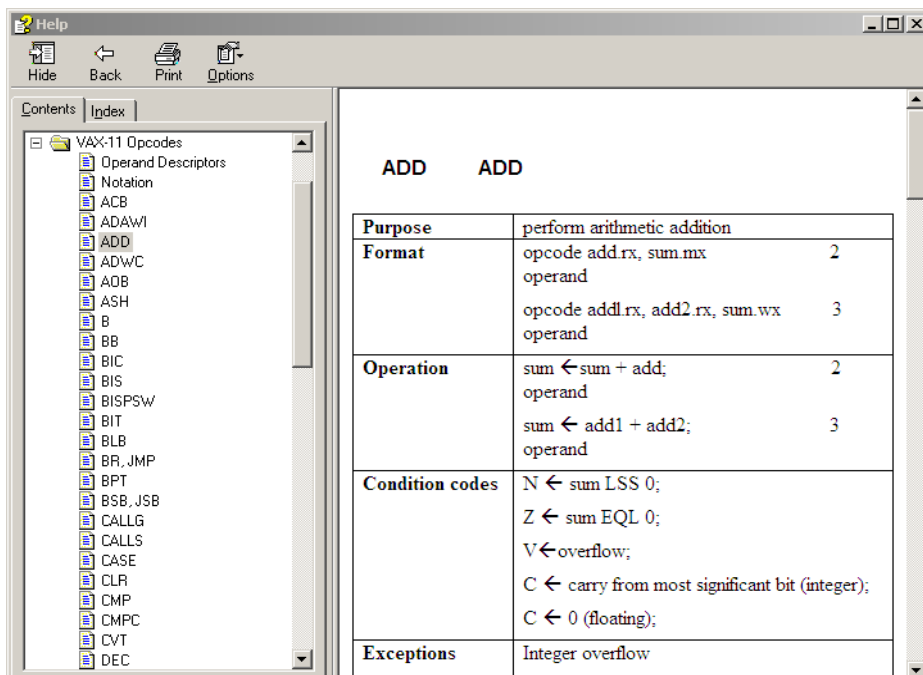 Help
Hide Back Print Options
Contents Index
VAX-11 Opcodes
Operand Descriptors
Notation
ACB
ADAWI
ADD
ADWC
AOB
ASH
B
BB
BIC
BIS
BISPSW
BIT
BLB
BR, JMP
BPT
BSB, JSB
CALLG
CALLS
CASE
CLR
CMP
CMPC
CVT
DEC
ADD ADD
Purpose perform arithmetic addition
Format opcode add.rx, sum.mx 2
operand
opcode addl.rx, add2.rx, sum.wx 3
operand
Operation sum ← sum + add; 2
operand
sum ← add1 + add2; 3
operand
Condition codes N ← sum LSS 0;
Z ← sum EQL 0;
V←overflow;
C ← carry from most significant bit (integer);
C ← 0 (floating);
Exceptions Integer overflow